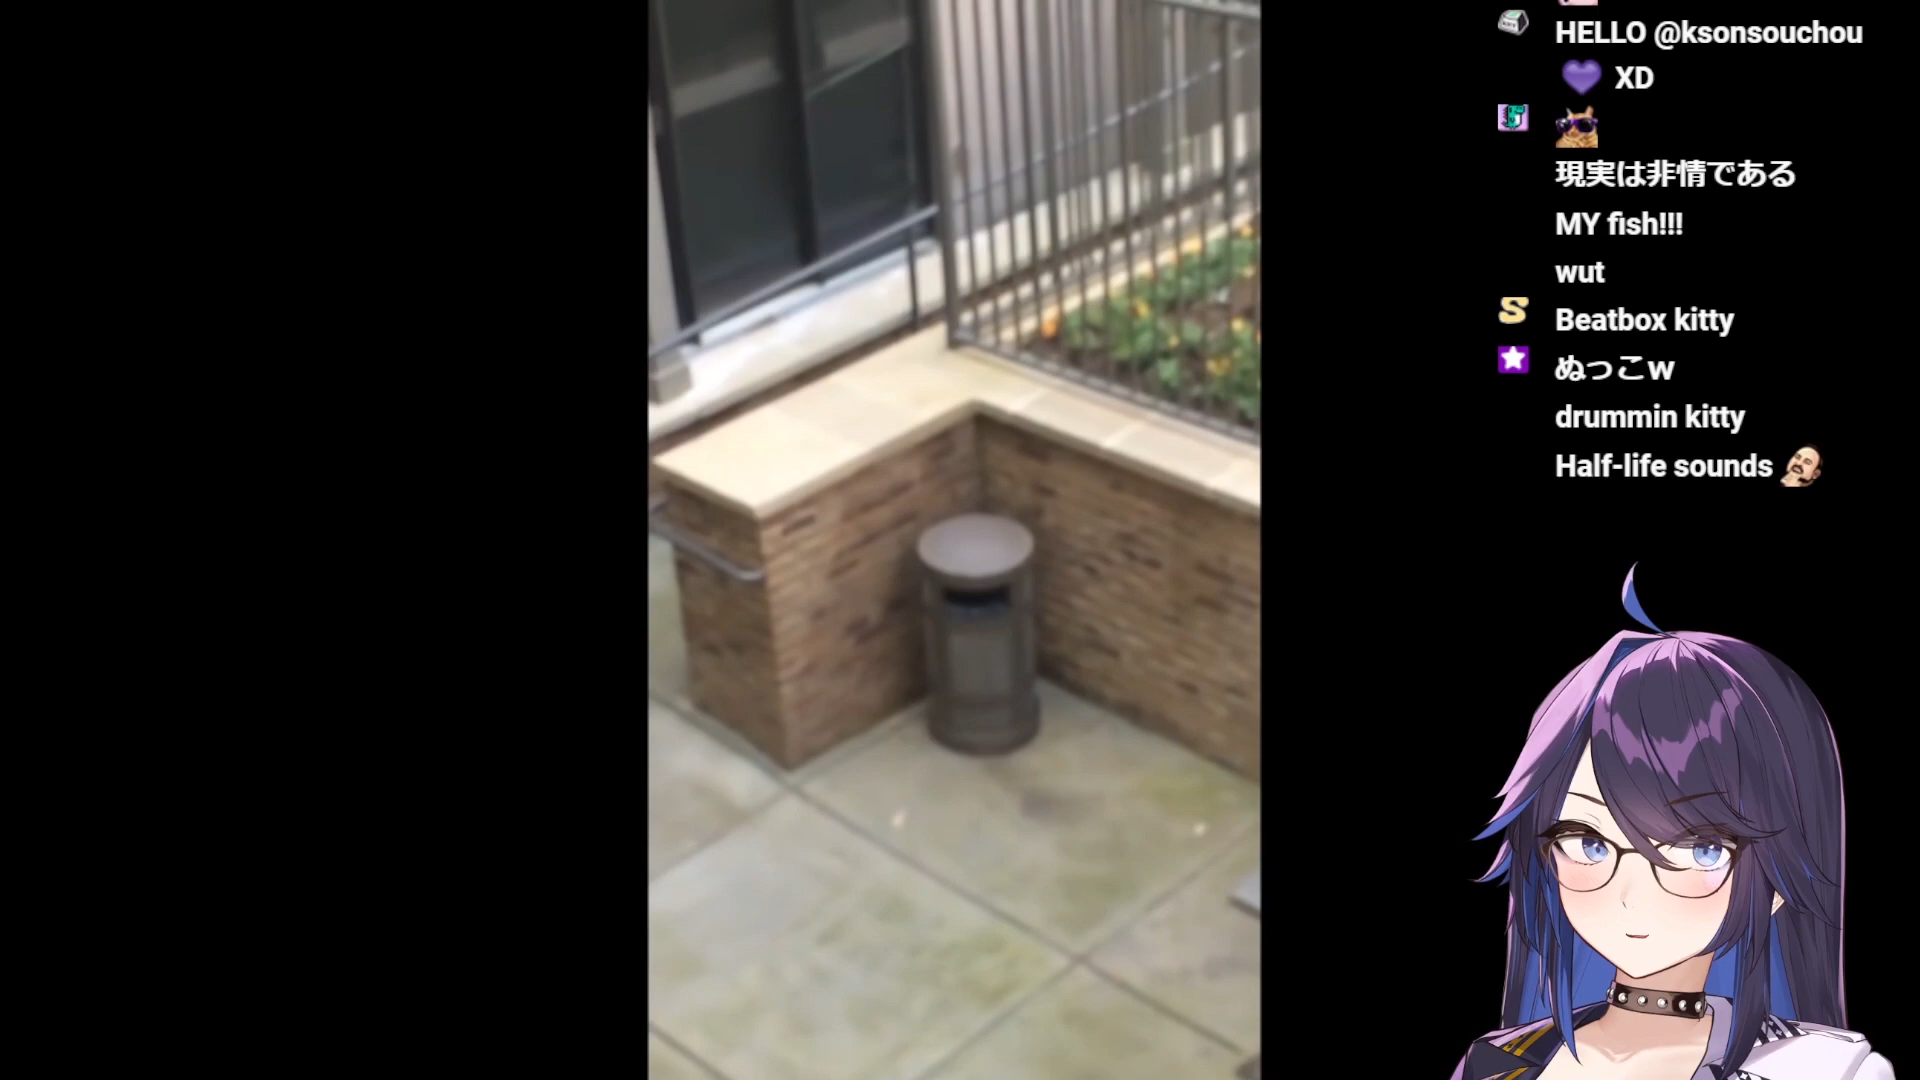 HELLO @ksonsouchou
XD
現実は非情である
MY fish!!!
wut
Beatbox kitty
ぬっこw
drummin kitty
Half-life sounds